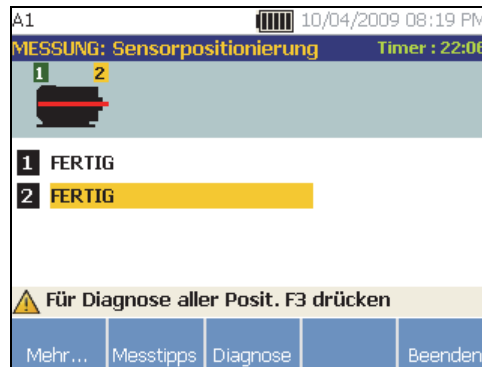 A1 10/04/2009 08:19 PM
MESSUNG: Sensorpositionierung Timer : 22:06
1 2
1 FERTIG
2 FERTIG
Für Diagnose aller Posit. F3 drücken
Mehr... Messtipps Diagnose Beenden